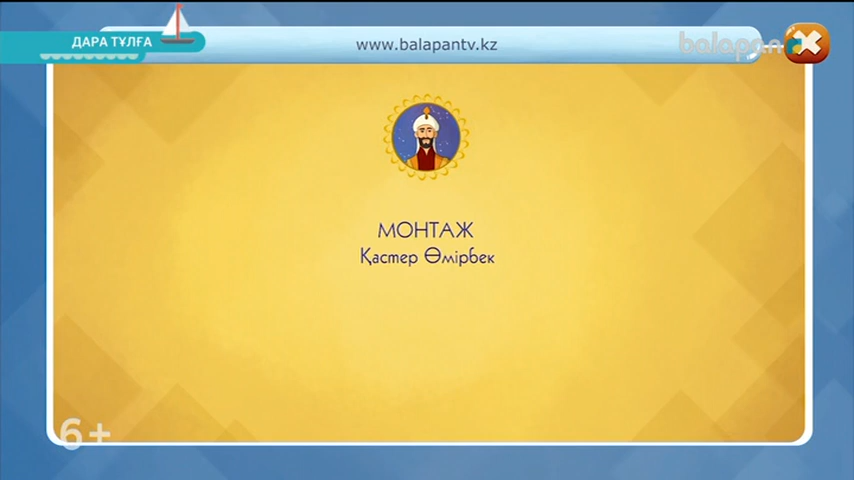 ДАРА ТҰЛҒА
www.balapantv.kz
balapan
МОНТАЖ
Қастер Өмірбек
6+